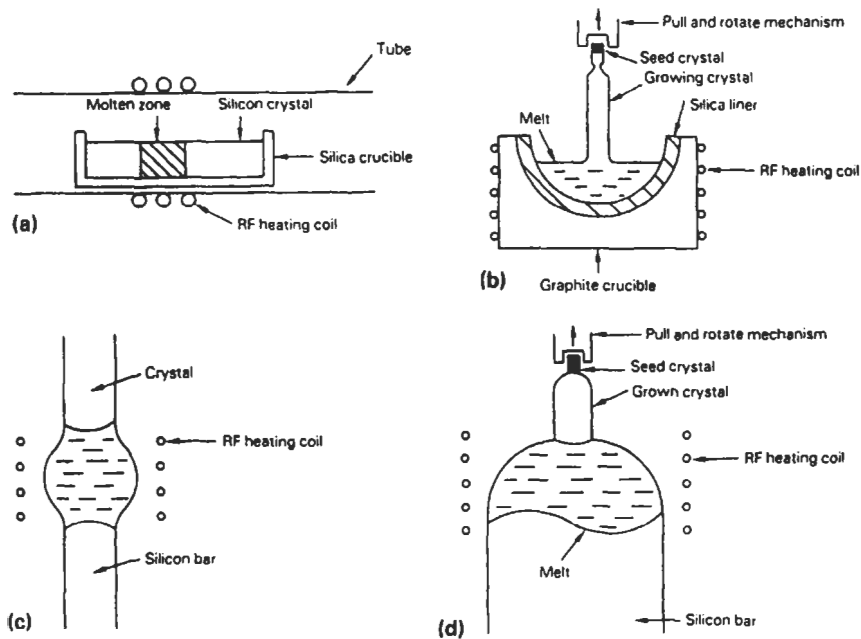 Tube
Molten zone
Silicon crystal
Silica crucible
RF heating coil
(a)
Pull and rotate mechanism
Seed crystal
Growing crystal
Silica liner
Melt
RF heating coil
Graphite crucible
(b)
Crystal
RF heating coil
Silicon bar
(c)
Pull and rotate mechanism
Seed crystal
Grown crystal
RF heating coil
Melt
Silicon bar
(d)